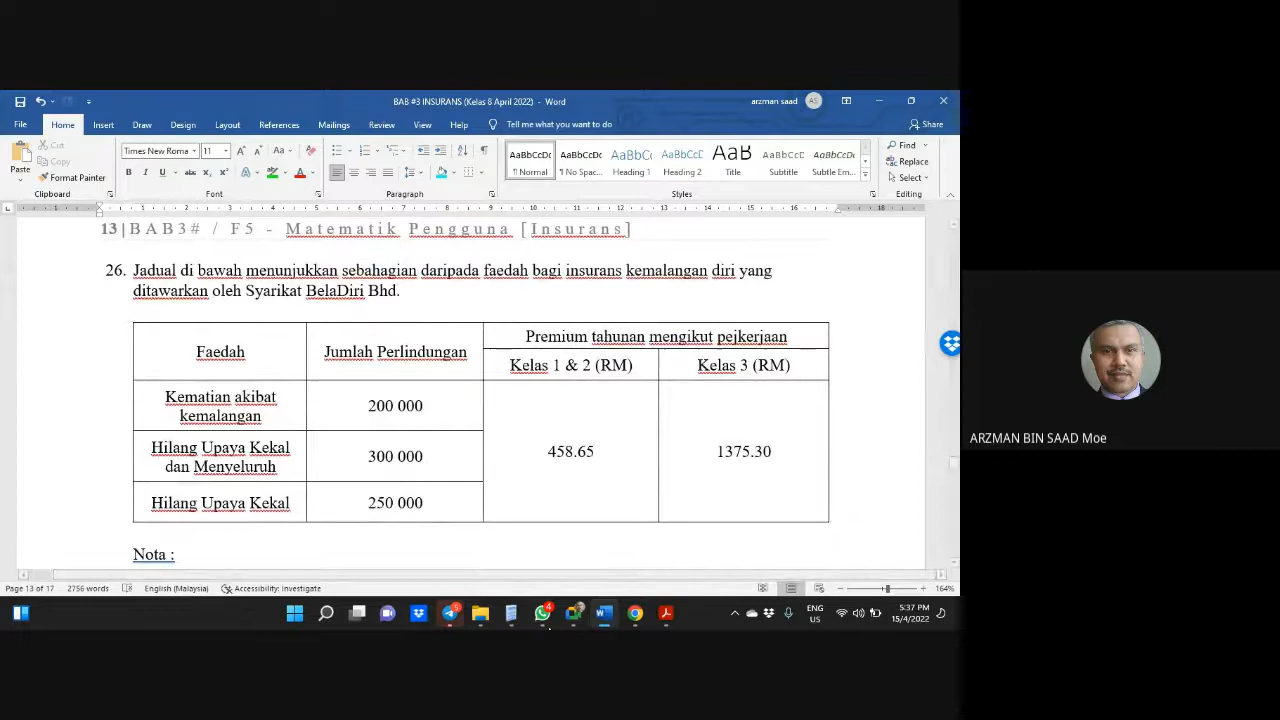 BAB #3 INSURANS (Kelas 8 April 2022) - Word
arzman saad
AS
File Home Insert Draw Design Layout References Mailings Review View Help Tell me what you want to do Share
Paste
Cut
Copy
Format Painter
Times New Roma 11
Normal
No Spac...
Heading 1
Heading 2
Title
Subtitle
Subtle Em...
Find
Replace
Select
Clipboard Font Paragraph Styles Editing
13|BAB3# / F5 - Matematik Pengguna [Insurans]
26. Jadual di bawah menunjukkan sebahagian daripada faedah bagi insurans kemalangan diri yang
ditawarkan oleh Syarikat BelaDiri Bhd.
Faedah
Jumlah Perlindungan
Premium tahunan mengikut pejkerjaan
Kelas 1 & 2 (RM)
Kelas 3 (RM)
Kematian akibat
kemalangan
200 000
Hilang Upaya Kekal
dan Menyeluruh
300 000
458.65
1375.30
Hilang Upaya Kekal
250 000
Nota :
Page 13 of 17 2756 words English (Malaysia) Accessibility: Investigate 164%
ENG
US
5:37 PM
15/4/2022
ARZMAN BIN SAAD Moe